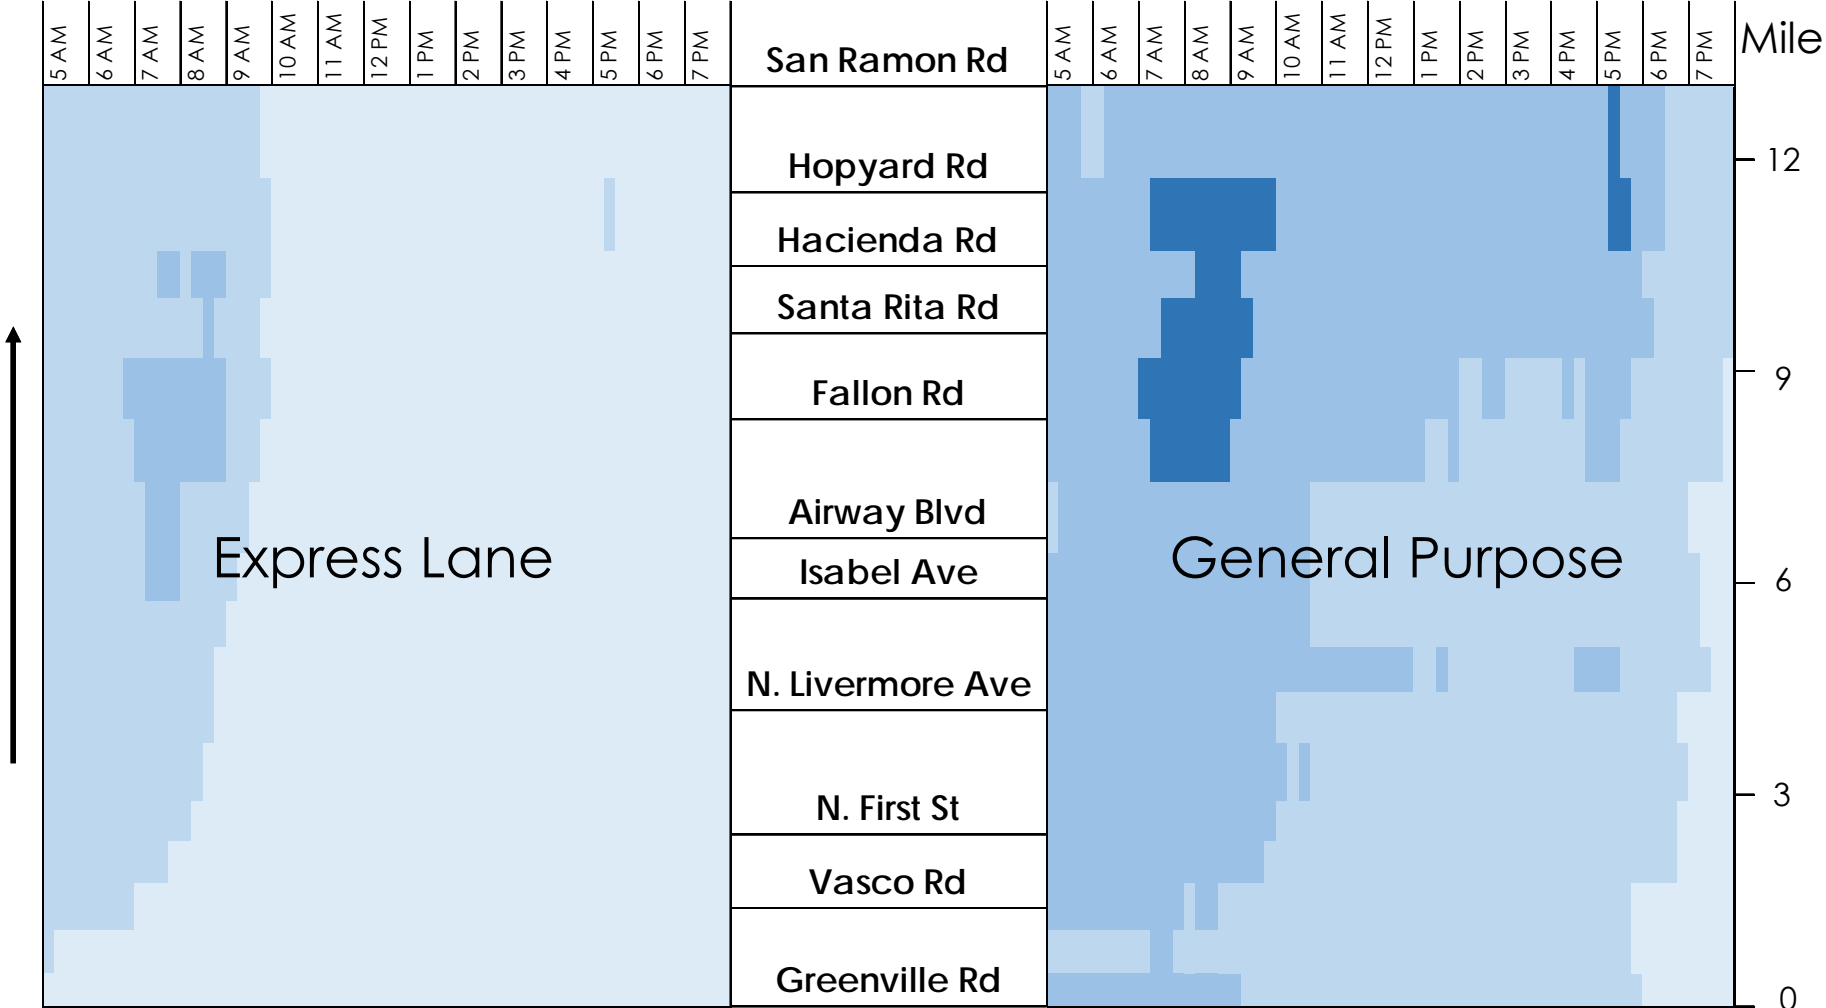 5 AM
6 AM
7 AM
8 AM
9 AM
10 AM
11 AM
12 PM
1 PM
2 PM
3 PM
4 PM
5 PM
6 PM
7 PM
San Ramon Rd
5 AM
6 AM
7 AM
8 AM
9 AM
10 AM
11 AM
12 PM
1 PM
2 PM
3 PM
4 PM
5 PM
6 PM
7 PM
Mile
Hopyard Rd
12
Hacienda Rd
Santa Rita Rd
Fallon Rd
9
Airway Blvd
Express Lane
Isabel Ave
General Purpose
6
N. Livermore Ave
N. First St
3
Vasco Rd
Greenville Rd
0